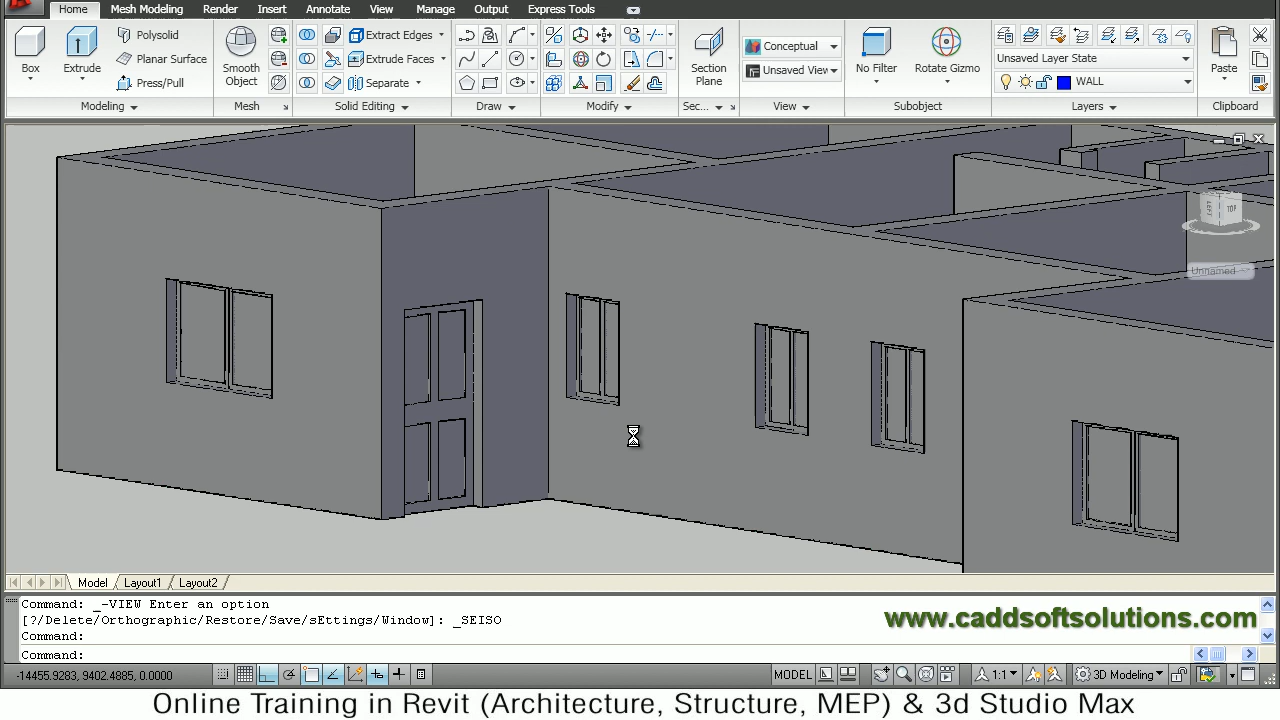 Home Mesh Modeling Render Insert Annotate View Manage Output Express Tools
Polysolid Extract Edges Conceptual Unsaved Layer State
Planar Surface Extrude Faces Unsaved View
Press/Pull Separate WALL
Box Extrude Smooth Object Section Plane No Filter Rotate Gizmo Paste
Modeling Mesh Solid Editing Draw Modify Sec... View Subobject Layers Clipboard
LEFT TOP
Unnamed
Model Layout1 Layout2
Command: _-VIEW Enter an option
[?/Delete/Orthographic/Restore/Save/sEttings/Window]: _SEISO
Command:
Command:
www.caddsoftsolutions.com
-14455.9283, 9402.4885, 0.0000 MODEL 1:1 3D Modeling
Online Training in Revit (Architecture, Structure, MEP) & 3d Studio Max